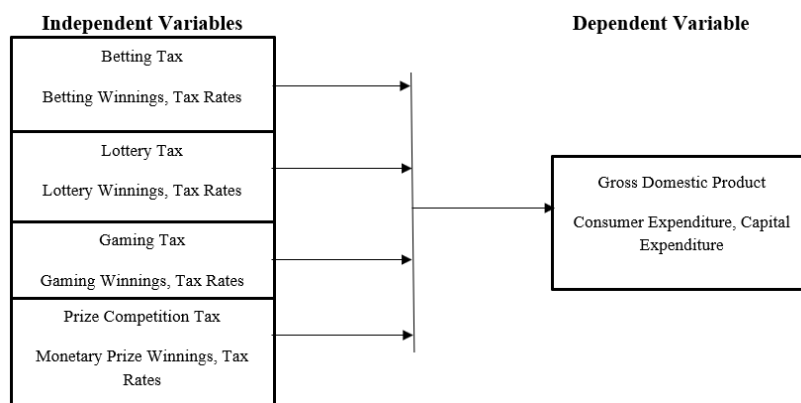 Independent Variables
Betting Tax
Betting Winnings, Tax Rates
Lottery Tax
Lottery Winnings, Tax Rates
Gaming Tax
Gaming Winnings, Tax Rates
Prize Competition Tax
Monetary Prize Winnings, Tax
Rates
Dependent Variable
Gross Domestic Product
Consumer Expenditure, Capital
Expenditure